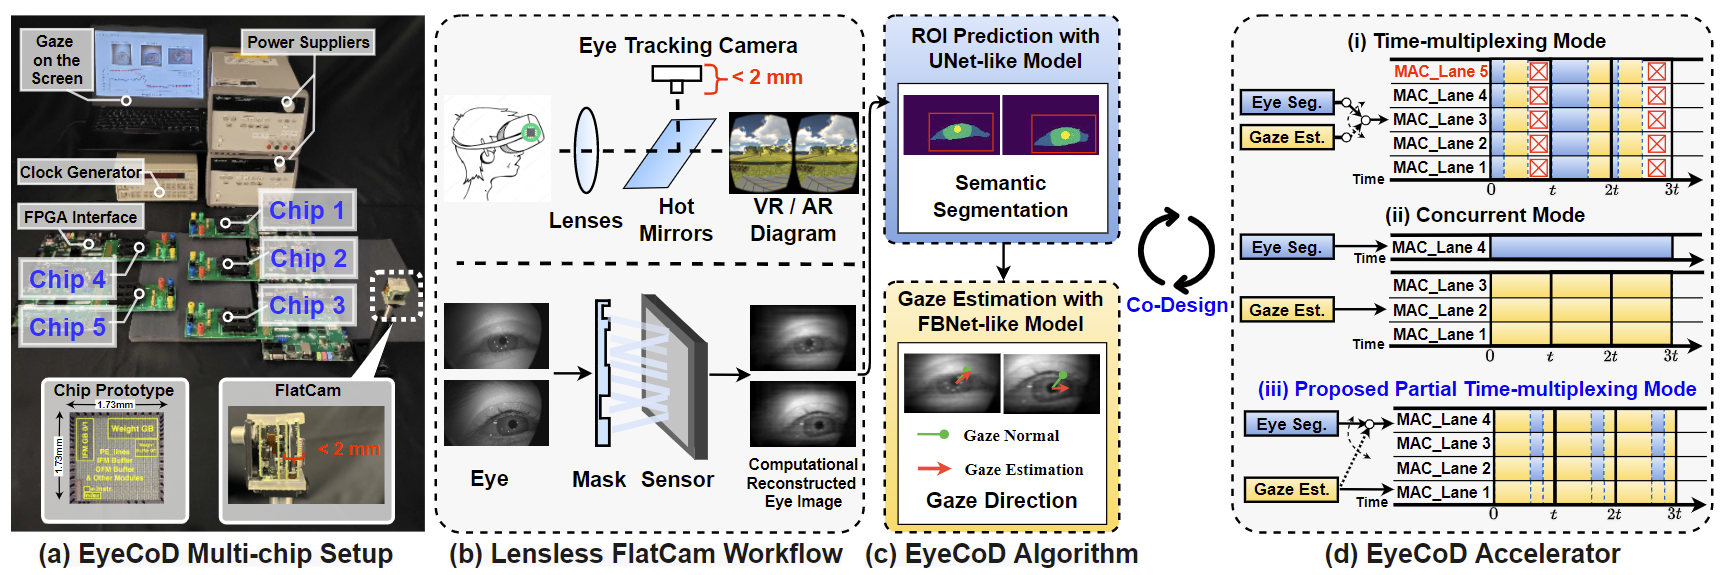 Gaze
on the
Screen
Power Suppliers
Clock Generator
FPGA Interface
Chip 1
Chip 2
Chip 3
Chip 4
Chip 5
Chip Prototype
1.73mm
1.73mm
IFM GB 0/1
Weight GB
PE_lines
IFM Buffer
OFM Buffer
& Other Modules
FlatCam
< 2 mm
(a) EyeCoD Multi-chip Setup
Eye Tracking Camera
< 2 mm
Lenses
Hot
Mirrors
VR / AR
Diagram
Eye
Mask
Sensor
Computational
Reconstructed
Eye Image
(b) Lensless FlatCam Workflow
ROI Prediction with
UNet-like Model
Semantic
Segmentation
Gaze Estimation with
FBNet-like Model
Gaze Normal
Gaze Estimation
Gaze Direction
(c) EyeCoD Algorithm
Co-Design
(i) Time-multiplexing Mode
Eye Seg.
Gaze Est.
MAC_Lane 5
MAC_Lane 4
MAC_Lane 3
MAC_Lane 2
MAC_Lane 1
Time
0 t 2t 3t
(ii) Concurrent Mode
Eye Seg.
MAC_Lane 4
Time
Gaze Est.
MAC_Lane 3
MAC_Lane 2
MAC_Lane 1
Time
0 t 2t 3t
(iii) Proposed Partial Time-multiplexing Mode
Eye Seg.
Gaze Est.
MAC_Lane 4
MAC_Lane 3
MAC_Lane 2
MAC_Lane 1
Time
0 t 2t 3t
(d) EyeCoD Accelerator